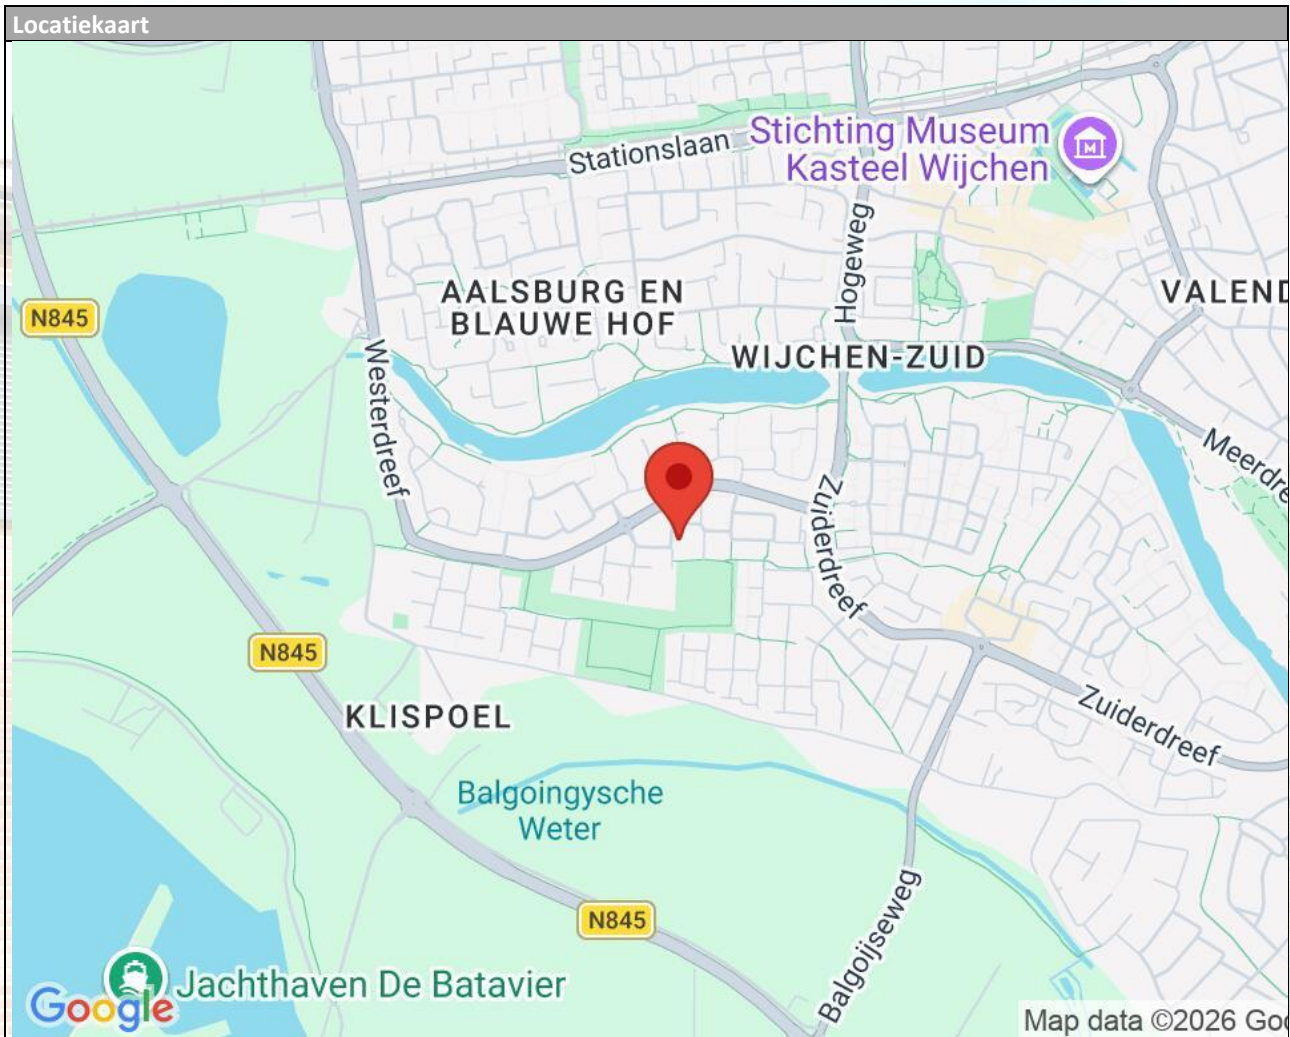 Locatiekaart
Stationslaan
Stichting Museum
Kasteel Wijchen
Hogeweg
AALSBURG EN
BLAUWE HOF
VALEND
N845
WIJCHEN-ZUID
Westerdreef
Meerdre
Zuiderdreef
N845
KLISPOEL
Zuiderdreef
Balgoingysche
Weter
N845
Balgoijseweg
Jachthaven De Batavier
Google
Map data ©2026 Goo